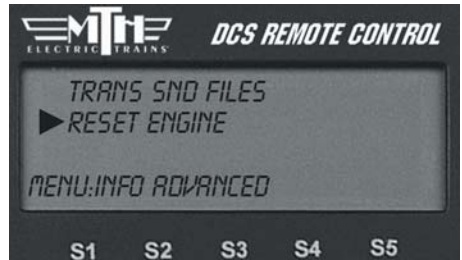 MTH
ELECTRIC TRAINS
DCS REMOTE CONTROL
TRANS SND FILES
RESET ENGINE
MENU:INFO ADVANCED
S1 S2 S3 S4 S5